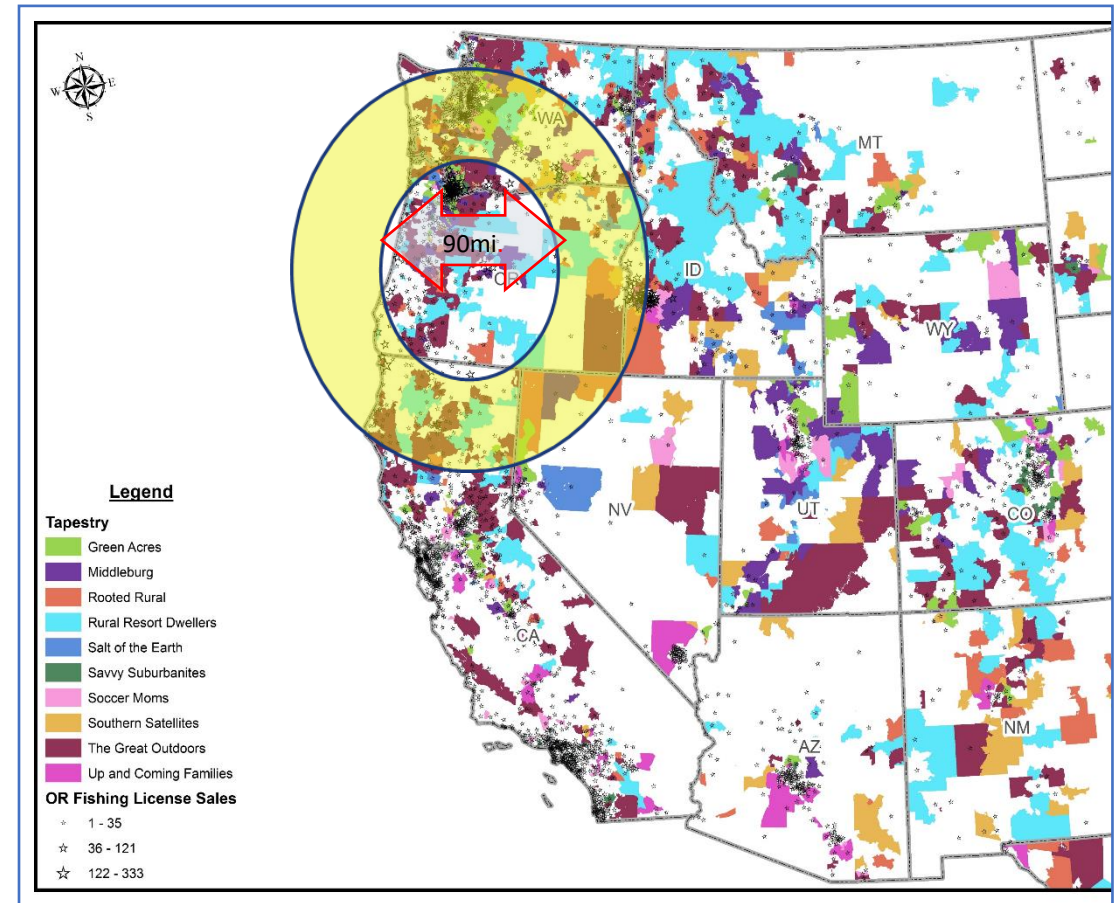 N
W E
S
WA
MT
90mi.
OR
ID
WY
NV
UT
CO
CA
AZ
NM
Legend
Tapestry
Green Acres
Middleburg
Rooted Rural
Rural Resort Dwellers
Salt of the Earth
Savvy Suburbanites
Soccer Moms
Southern Satellites
The Great Outdoors
Up and Coming Families
OR Fishing License Sales
1 - 35
36 - 121
122 - 333